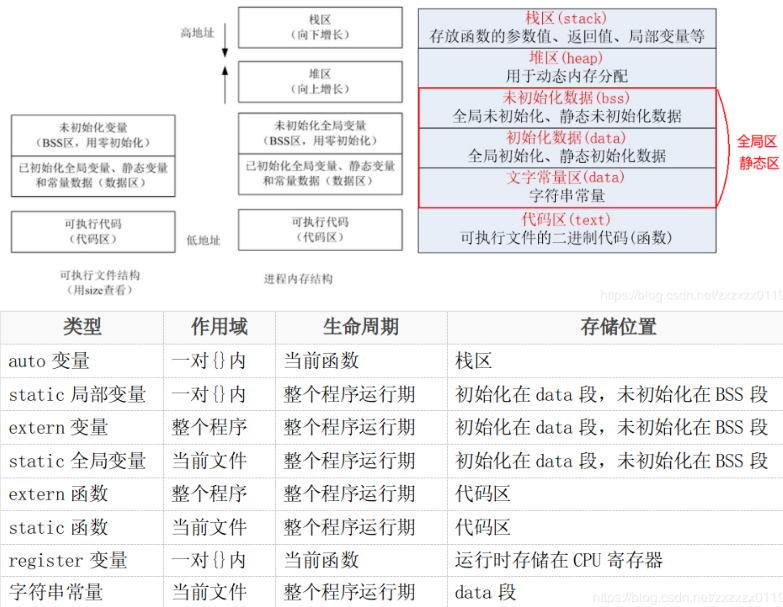 高地址
低地址
未初始化变量
(BSS区，用零初始化)
已初始化全局变量、静态变量
和常量数据(数据区)
可执行代码
(代码区)
可执行文件结构
(用size查看)
栈区
(向下增长)
堆区
(向上增长)
未初始化全局变量
(BSS区，用零初始化)
已初始化全局变量、静态变量
和常量数据(数据区)
可执行代码
(代码区)
进程内存结构
栈区(stack)
存放函数的参数值、返回值、局部变量等
堆区(heap)
用于动态内存分配
未初始化数据(bss)
全局未初始化、静态未初始化数据
初始化数据(data)
全局初始化、静态初始化数据
文字常量区(data)
字符串常量
代码区(text)
可执行文件的二进制代码(函数)
全局区
静态区
https://blog.csdn.net/zxzxzx0119
类型 作用域 生命周期 存储位置
auto 变量 一对{}内 当前函数 栈区
static 局部变量 一对{}内 整个程序运行期 初始化在 data 段，未初始化在 BSS 段
extern 变量 整个程序 整个程序运行期 初始化在 data 段，未初始化在 BSS 段
static 全局变量 当前文件 整个程序运行期 初始化在 data 段，未初始化在 BSS 段
extern 函数 整个程序 整个程序运行期 代码区
static 函数 当前文件 整个程序运行期 代码区
register 变量 一对{}内 当前函数 运行时存储在 CPU 寄存器
字符串常量 当前文件 整个程序运行期 data 段
https://blog.csdn.net/zxzxzx0119